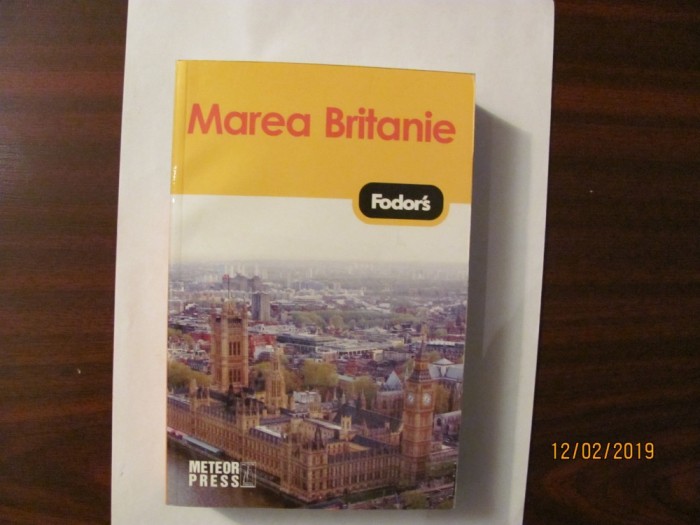 Marea Britanie
Fodor's
METEOR
PRESS
12/02/2019